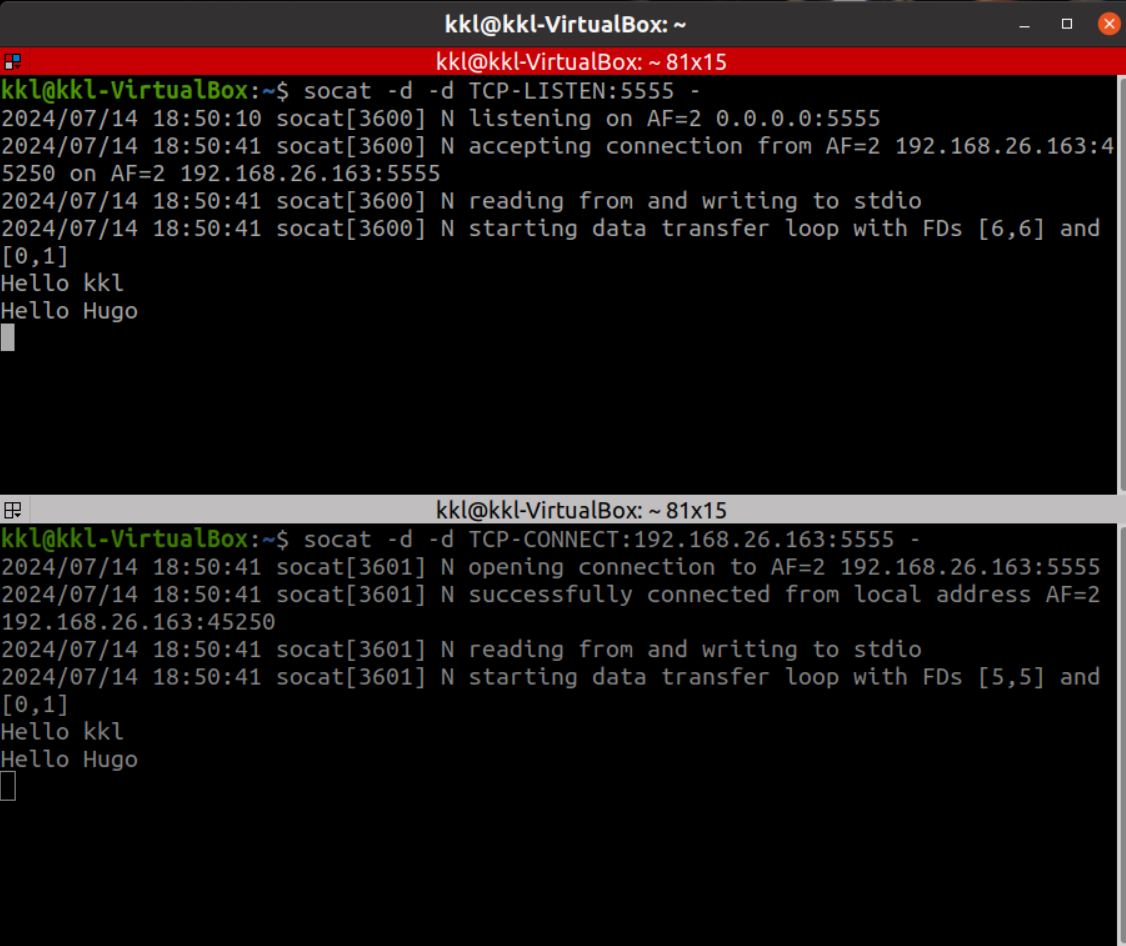 kkl@kkl-VirtualBox: ~
kkl@kkl-VirtualBox: ~ 81x15
kkl@kkl-VirtualBox:~$ socat -d -d TCP-LISTEN:5555 -
2024/07/14 18:50:10 socat[3600] N listening on AF=2 0.0.0.0:5555
2024/07/14 18:50:41 socat[3600] N accepting connection from AF=2 192.168.26.163:4
5250 on AF=2 192.168.26.163:5555
2024/07/14 18:50:41 socat[3600] N reading from and writing to stdio
2024/07/14 18:50:41 socat[3600] N starting data transfer loop with FDs [6,6] and
[0,1]
Hello kkl
Hello Hugo
kkl@kkl-VirtualBox: ~ 81x15
kkl@kkl-VirtualBox:~$ socat -d -d TCP-CONNECT:192.168.26.163:5555 -
2024/07/14 18:50:41 socat[3601] N opening connection to AF=2 192.168.26.163:5555
2024/07/14 18:50:41 socat[3601] N successfully connected from local address AF=2
192.168.26.163:45250
2024/07/14 18:50:41 socat[3601] N reading from and writing to stdio
2024/07/14 18:50:41 socat[3601] N starting data transfer loop with FDs [5,5] and
[0,1]
Hello kkl
Hello Hugo